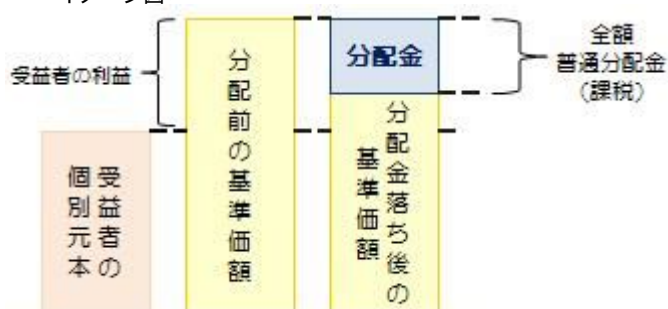 受益者の利益
受益者の
個別元本
分配前の基準価額
分配金
分配金落ち後の
基準価額
全額
普通分配金
(課税)